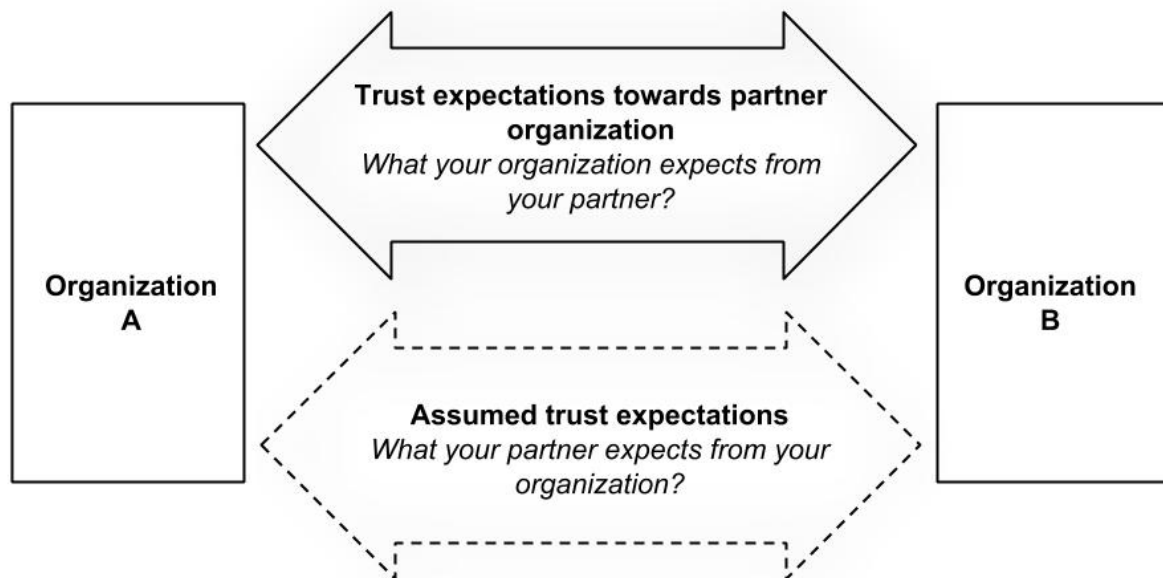 Trust expectations towards partner
organization
What your organization expects from
your partner?
Organization
A
Organization
B
Assumed trust expectations
What your partner expects from your
organization?